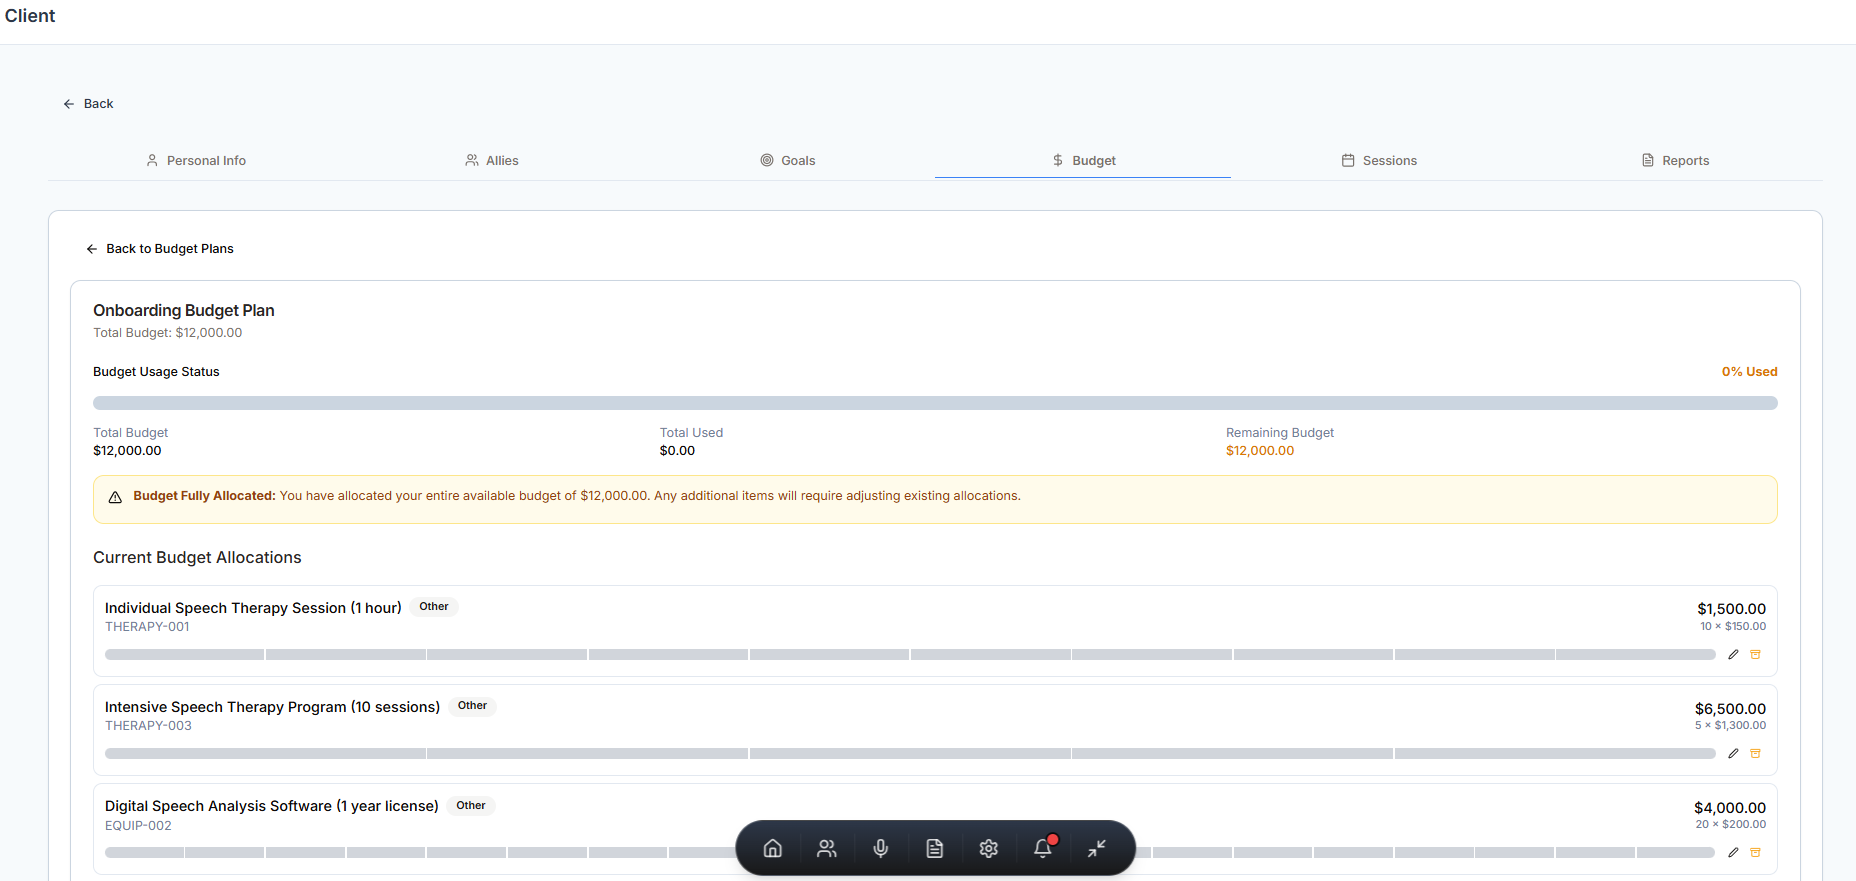 Client
Back
Personal Info
Allies
Goals
Budget
Sessions
Reports
Back to Budget Plans
Onboarding Budget Plan
Total Budget: $12,000.00
Budget Usage Status
0% Used
Total Budget
$12,000.00
Total Used
$0.00
Remaining Budget
$12,000.00
Budget Fully Allocated: You have allocated your entire available budget of $12,000.00. Any additional items will require adjusting existing allocations.
Current Budget Allocations
Individual Speech Therapy Session (1 hour) Other
THERAPY-001
$1,500.00
10 × $150.00
Intensive Speech Therapy Program (10 sessions) Other
THERAPY-003
$6,500.00
5 × $1,300.00
Digital Speech Analysis Software (1 year license) Other
EQUIP-002
$4,000.00
20 × $200.00